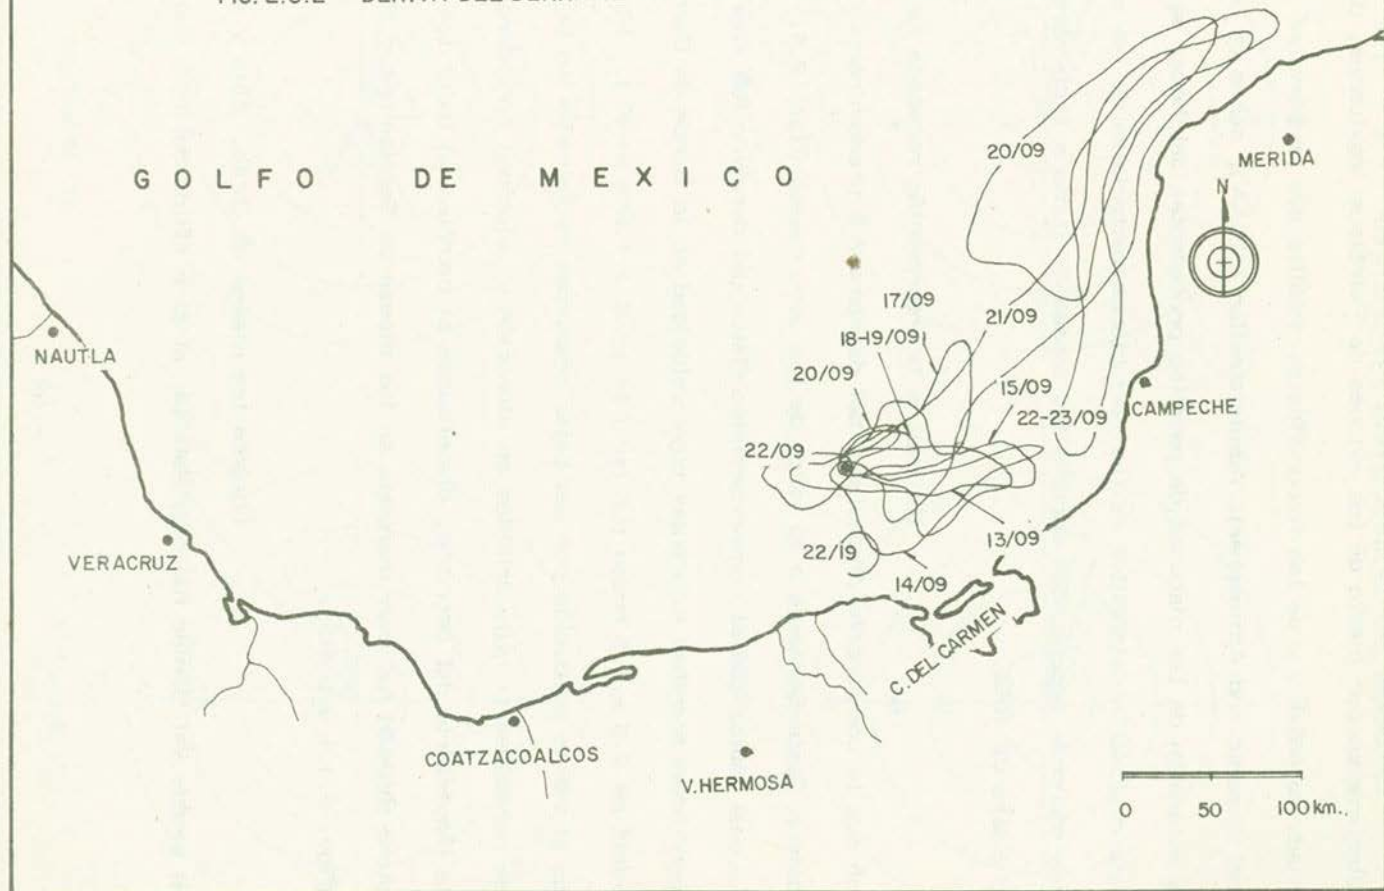 GOLFO DE MEXICO
20/09
MERIDA
N
17/09
21/09
18-19/09
NAUTLA
20/09
15/09
22-23/09
CAMPECHE
22/09
VERACRUZ
22/19
13/09
14/09
C. DEL CARMEN
COATZACOALCOS
V.HERMOSA
0 50 100 km.